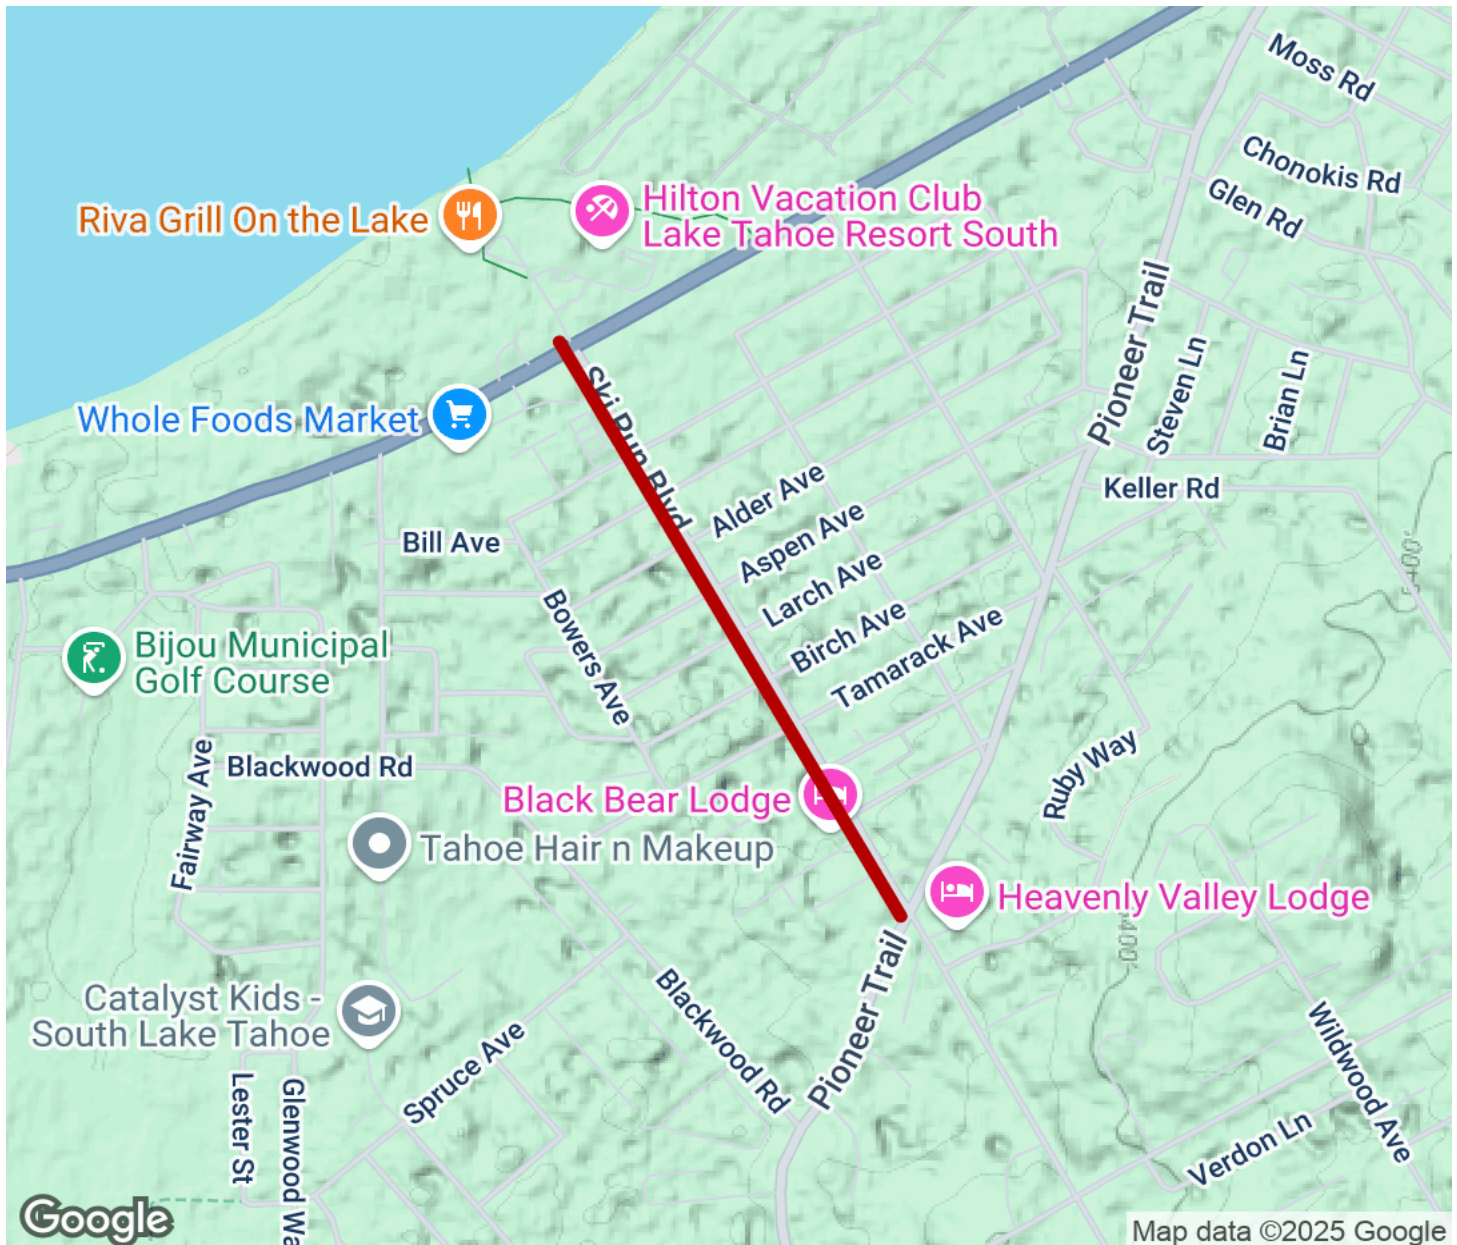 Moss Rd
Chonokis Rd
Glen Rd
Riva Grill On the Lake
Hilton Vacation Club
Lake Tahoe Resort South
Pioneer Trail
Steven Ln
Brian Ln
Whole Foods Market
Ski Run Blvd
Keller Rd
Alder Ave
Aspen Ave
Bill Ave
Larch Ave
Birch Ave
Tamarack Ave
Bowers Ave
Bijou Municipal
Golf Course
Fairway Ave
Blackwood Rd
Ruby Way
Black Bear Lodge
Tahoe Hair n Makeup
Heavenly Valley Lodge
Catalyst Kids -
South Lake Tahoe
Spruce Ave
Blackwood Rd
Pioneer Trail
Wildwood Ave
Verdon Ln
Lester St
Glenwood Wa
Google
Map data ©2025 Google